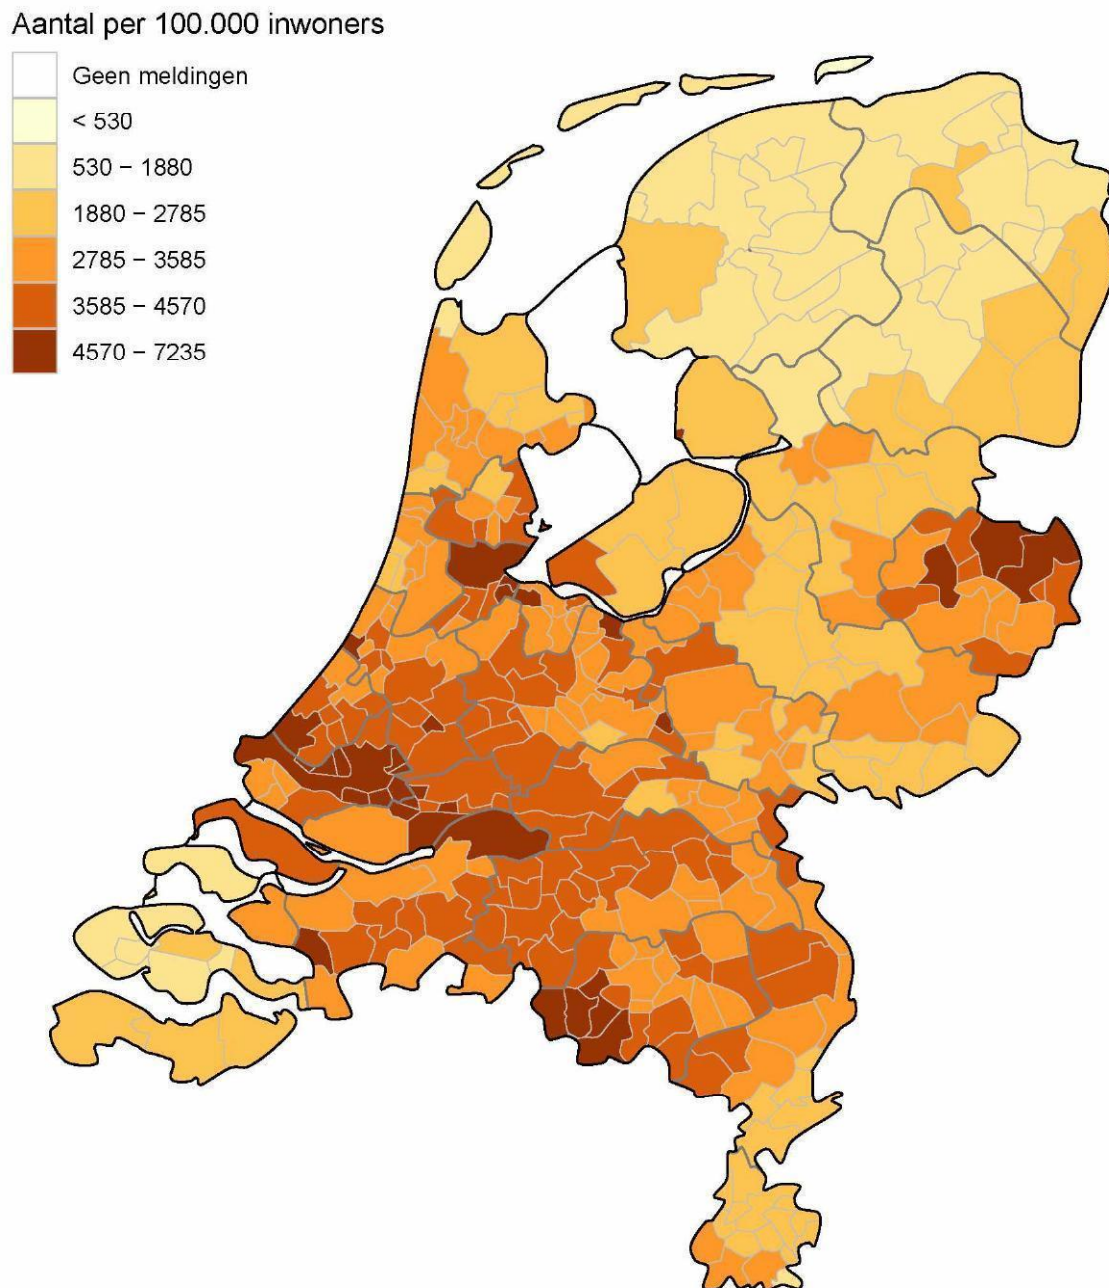 Aantal per 100.000 inwoners
Geen meldingen
< 530
530 – 1880
1880 – 2785
2785 – 3585
3585 – 4570
4570 – 7235